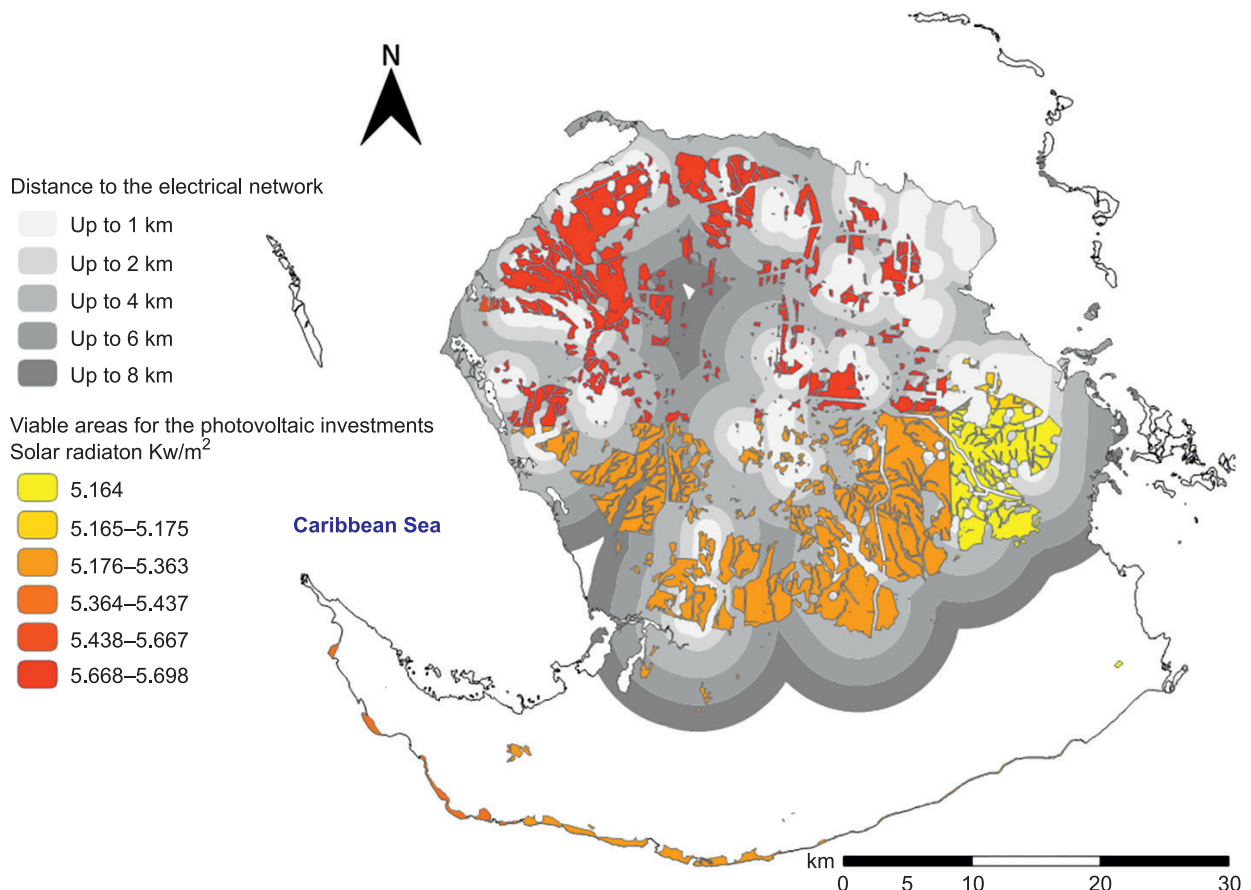 N
Distance to the electrical network
Up to 1 km
Up to 2 km
Up to 4 km
Up to 6 km
Up to 8 km
Viable areas for the photovoltaic investments
Solar radiaton Kw/m²
5.164
5.165–5.175
5.176–5.363
5.364–5.437
5.438–5.667
5.668–5.698
Caribbean Sea
km
0 5 10 20 30